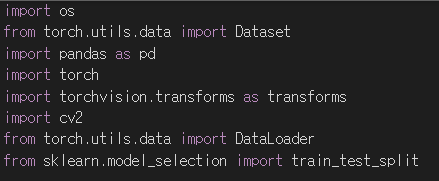 import os
from torch.utils.data import Dataset
import pandas as pd
import torch
import torchvision.transforms as transforms
import cv2
from torch.utils.data import DataLoader
from sklearn.model_selection import train_test_split